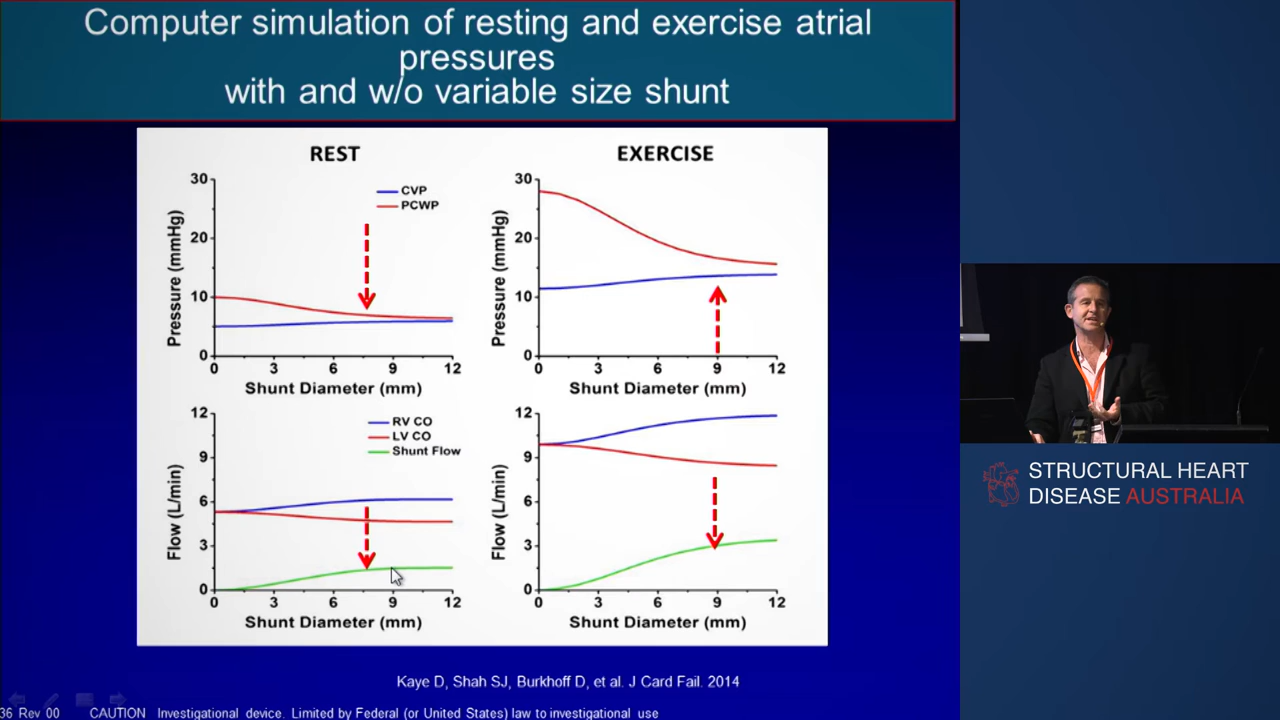 Computer simulation of resting and exercise atrial
pressures
with and w/o variable size shunt
REST
30
20
10
0
Pressure (mmHg)
CVP
PCWP
0 3 6 9 12
Shunt Diameter (mm)
EXERCISE
30
20
10
0
Pressure (mmHg)
0 3 6 9 12
Shunt Diameter (mm)
12
9
6
3
0
Flow (L/min)
RV CO
LV CO
Shunt Flow
0 3 6 9 12
Shunt Diameter (mm)
12
9
6
3
0
Flow (L/min)
0 3 6 9 12
Shunt Diameter (mm)
Kaye D, Shah SJ, Burkhoff D, et al. J Card Fail. 2014
36 Rev 00 CAUTION Investigational device. Limited by Federal (or United States) law to investigational use
STRUCTURAL HEART
DISEASE AUSTRALIA